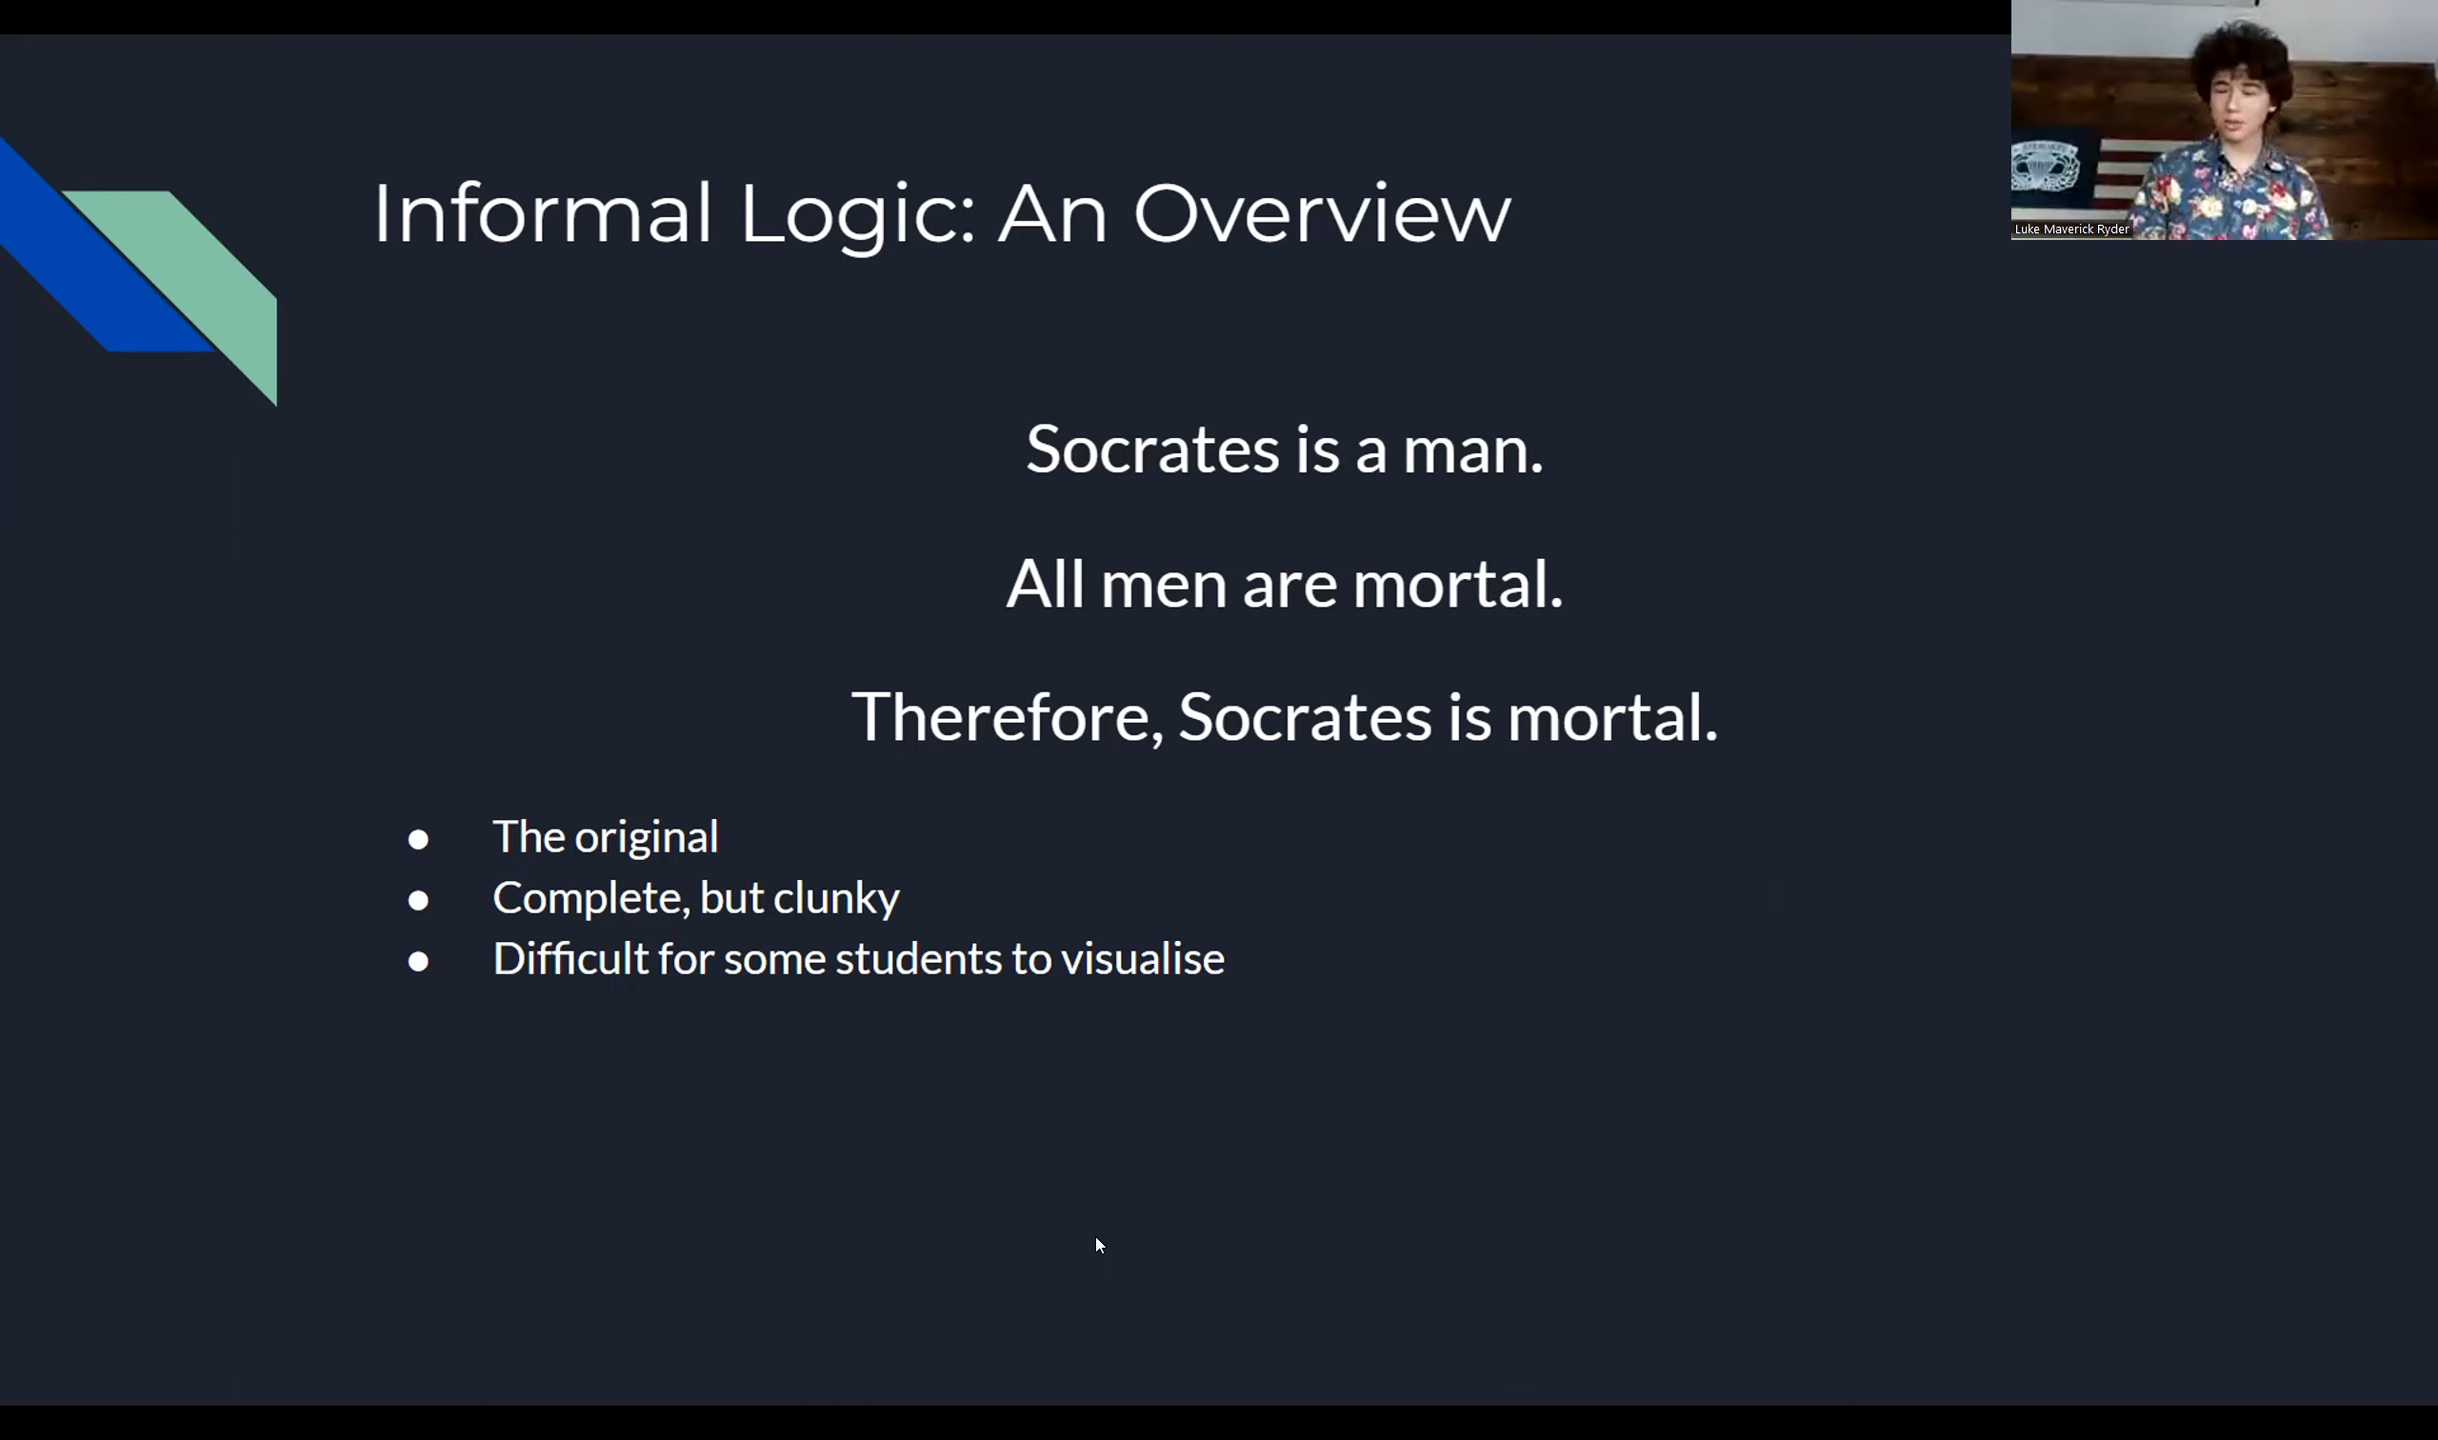 Informal Logic: An Overview
Socrates is a man.
All men are mortal.
Therefore, Socrates is mortal.
● The original
● Complete, but clunky
● Difficult for some students to visualise
Luke Maverick Ryder